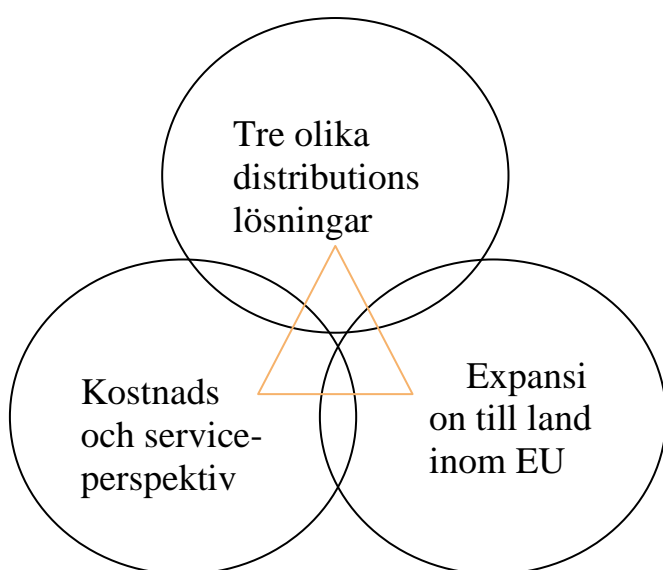 Tre olika
distributions
lösningar
Kostnads
och service-
perspektiv
Expansi
on till land
inom EU